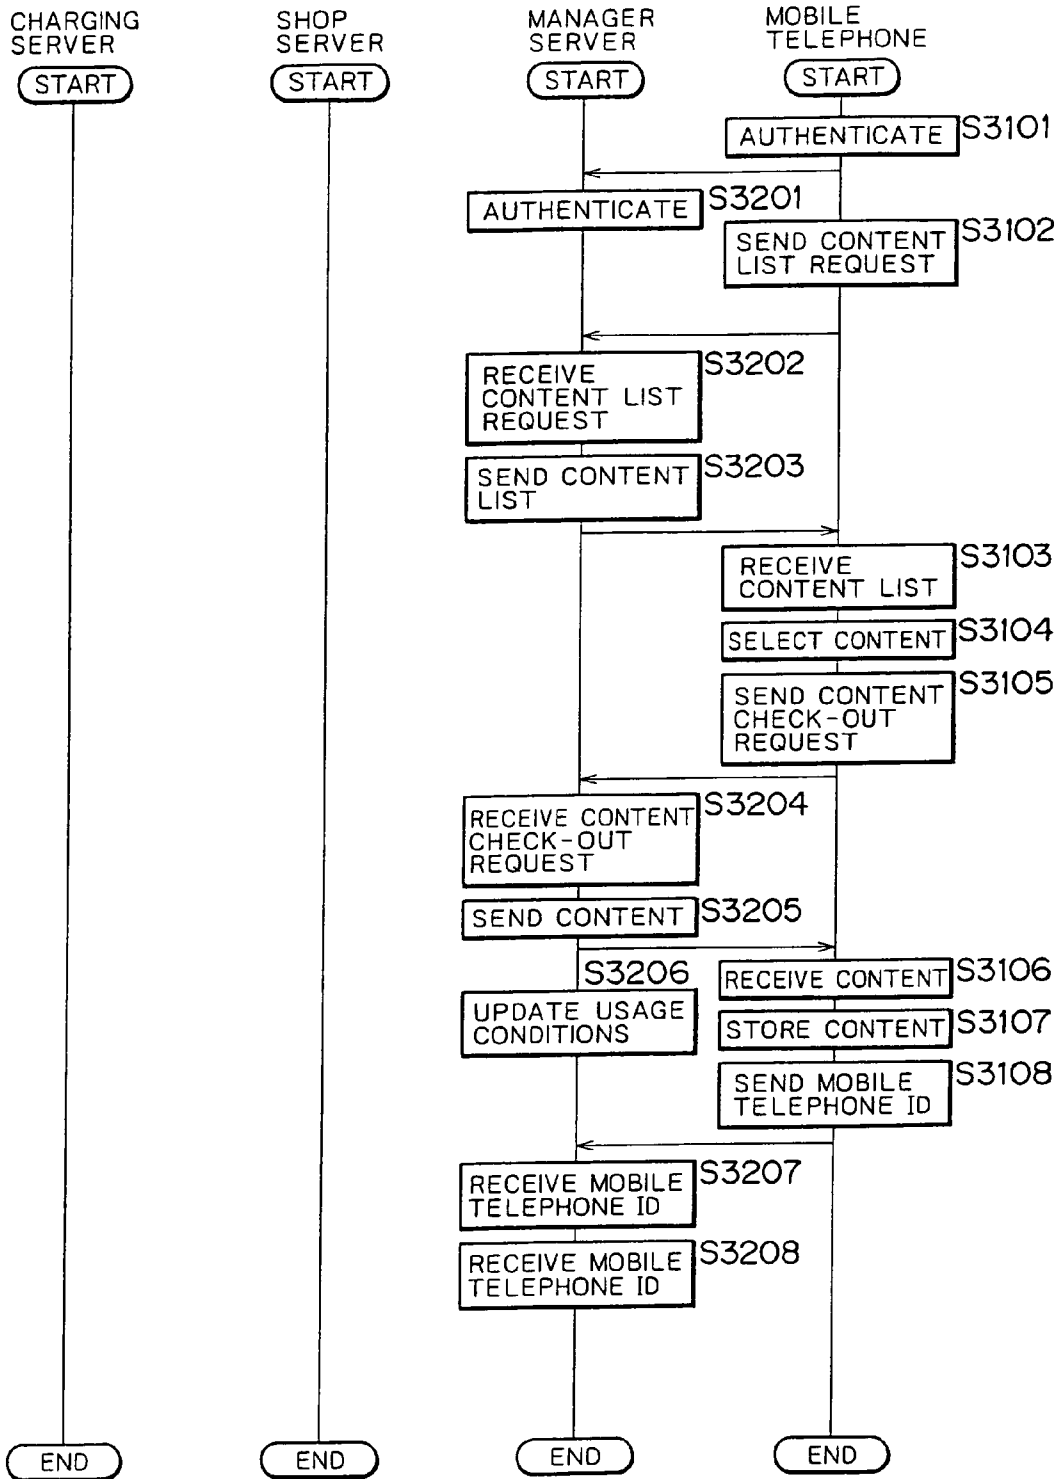 CHARGING
SERVER
SHOP
SERVER
MANAGER
SERVER
MOBILE
TELEPHONE
START
START
START
START
AUTHENTICATE
S3101
AUTHENTICATE
S3201
SEND CONTENT
LIST REQUEST
S3102
RECEIVE
CONTENT LIST
REQUEST
S3202
SEND CONTENT
LIST
S3203
RECEIVE
CONTENT LIST
S3103
SELECT CONTENT
S3104
SEND CONTENT
CHECK-OUT
REQUEST
S3105
RECEIVE CONTENT
CHECK-OUT
REQUEST
S3204
SEND CONTENT
S3205
S3206
UPDATE USAGE
CONDITIONS
RECEIVE CONTENT
S3106
STORE CONTENT
S3107
SEND MOBILE
TELEPHONE ID
S3108
RECEIVE MOBILE
TELEPHONE ID
S3207
RECEIVE MOBILE
TELEPHONE ID
S3208
END
END
END
END